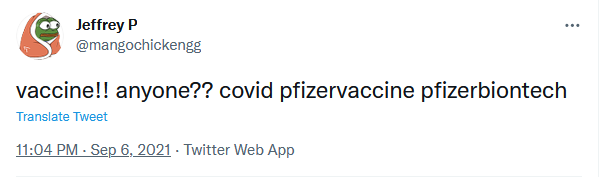 Jeffrey P
@mangochickengg
vaccine!! anyone?? covid pfizervaccine pfizerbiontech
Translate Tweet
11:04 PM · Sep 6, 2021 · Twitter Web App